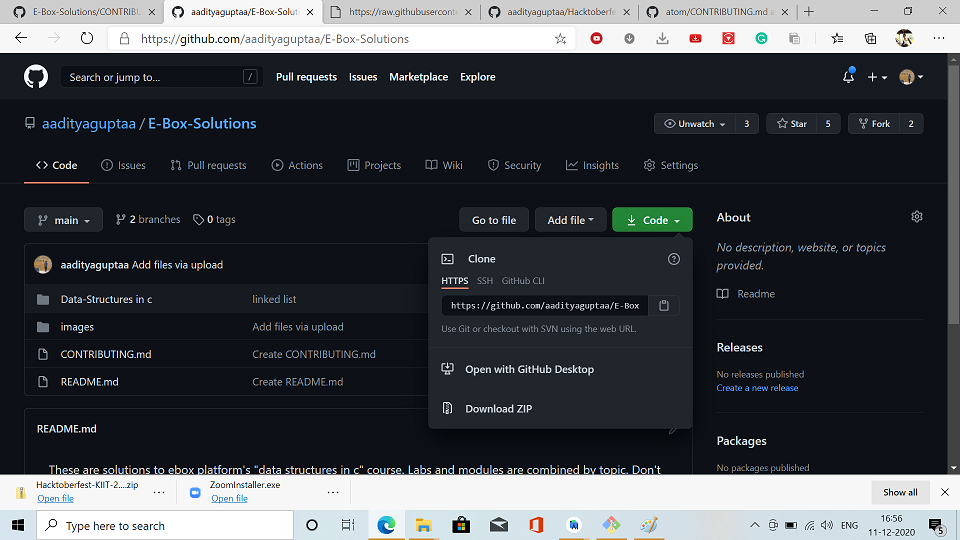 E-Box-Solutions/CONTRIBU
aadityaguptaa/E-Box-Soluti
https://raw.githubuserconte
aadityaguptaa/Hacktoberfe
atom/CONTRIBUTING.md a
https://github.com/aadityaguptaa/E-Box-Solutions
Search or jump to... /
Pull requests Issues Marketplace Explore
aadityaguptaa / E-Box-Solutions
Unwatch 3 Star 5 Fork 2
Code Issues Pull requests Actions Projects Wiki Security Insights Settings
main 2 branches 0 tags Go to file Add file Code
About
No description, website, or topics
provided.
Readme
Releases
No releases published
Create a new release
Packages
No packages published
aadityaguptaa Add files via upload
Data-Structures in c linked list
images Add files via upload
CONTRIBUTING.md Create CONTRIBUTING.md
README.md Create README.md
Clone
HTTPS SSH GitHub CLI
https://github.com/aadityaguptaa/E-Box
Use Git or checkout with SVN using the web URL.
Open with GitHub Desktop
Download ZIP
README.md
These are solutions to ebox platform's "data structures in c" course. Labs and modules are combined by topic. Don't
Hacktoberfest-KIIT-2....zip
Open file
ZoomInstaller.exe
Open file
Show all
Type here to search
ENG
16:56
11-12-2020
5